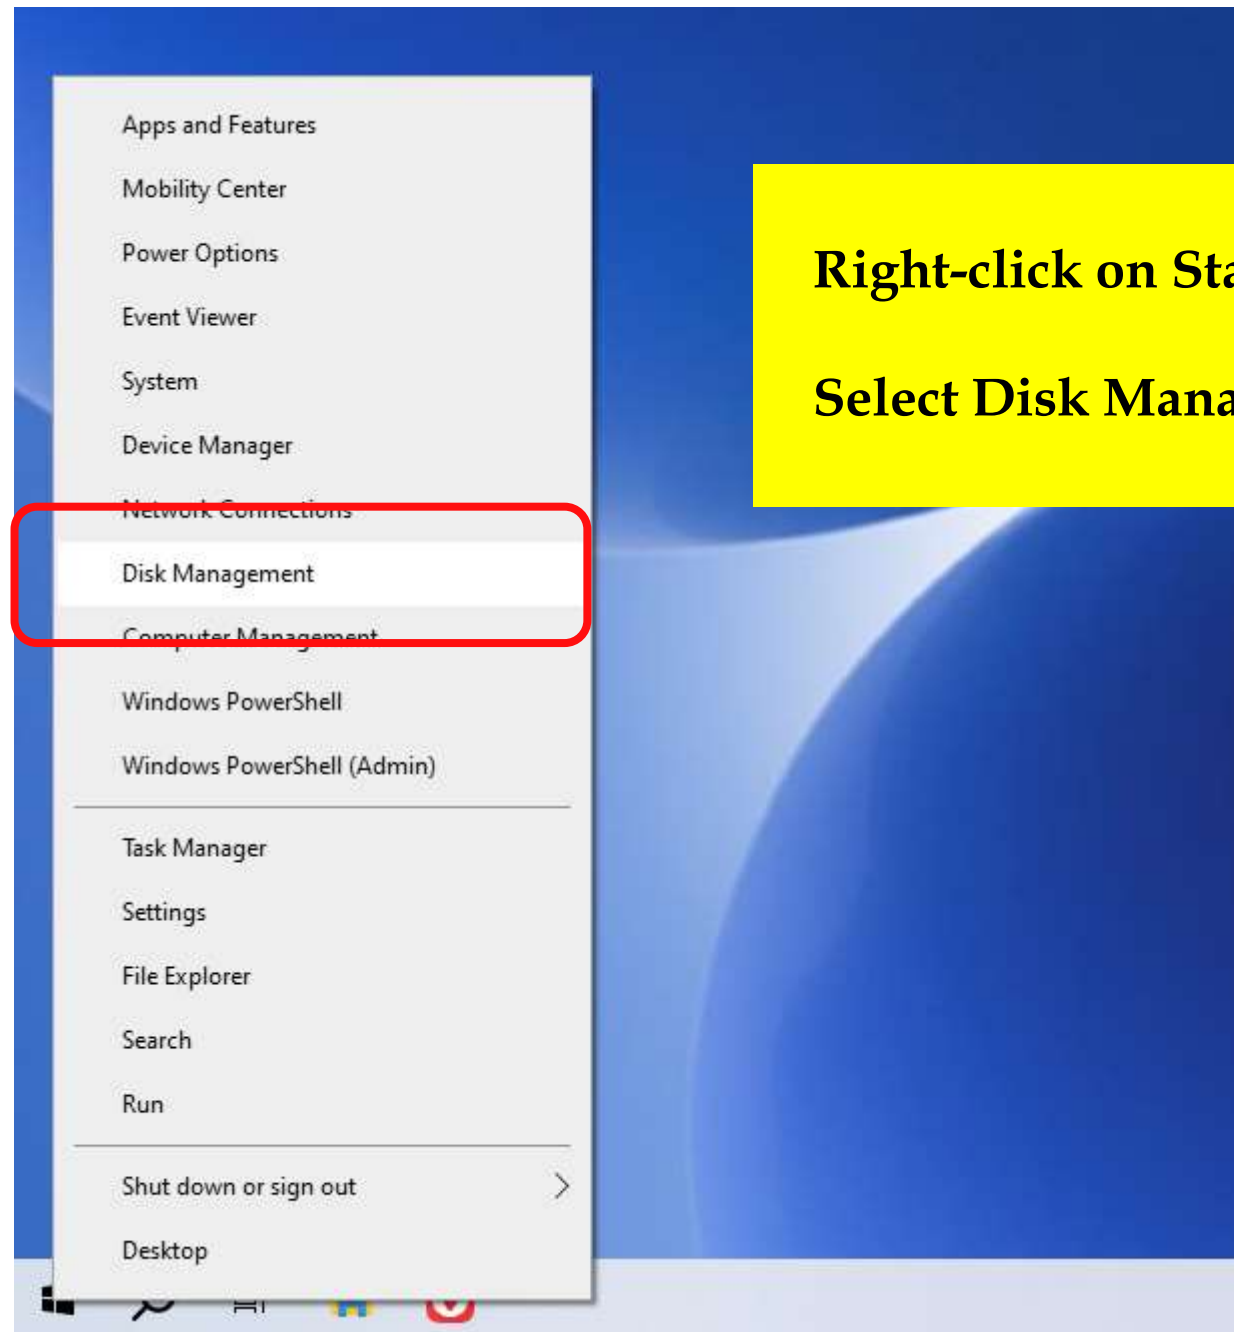 Apps and Features
Mobility Center
Power Options
Event Viewer
System
Device Manager
Network Connections
Disk Management
Computer Management
Windows PowerShell
Windows PowerShell (Admin)
Task Manager
Settings
File Explorer
Search
Run
Shut down or sign out
Desktop
Right-click on Sta
Select Disk Mana